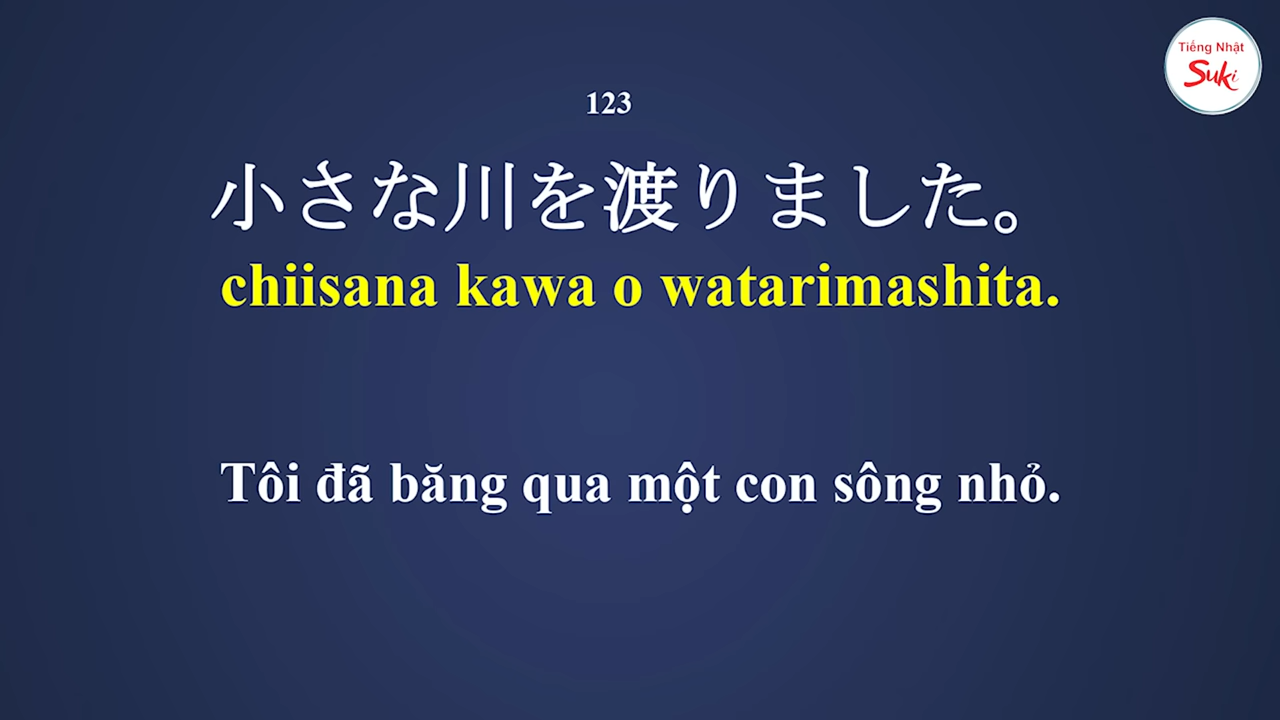 Tiếng Nhật
Suki
123
小さな川を渡りました。
chiisana kawa o watarimashita.
Tôi đã băng qua một con sông nhỏ.